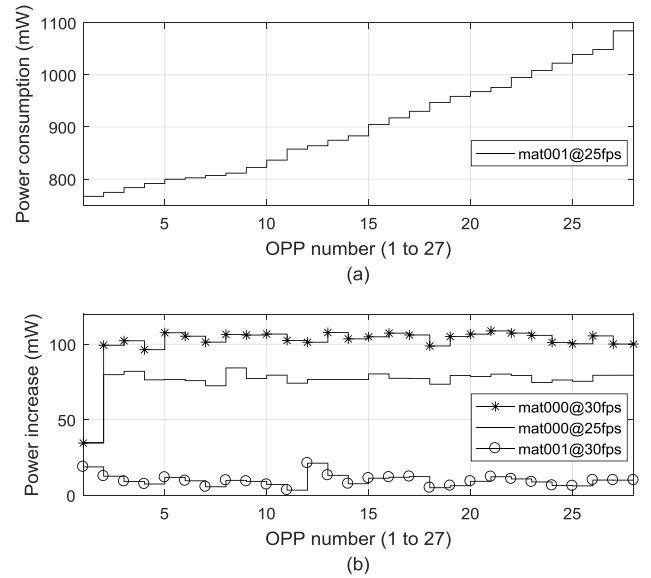 Power consumption (mW)
1100
1000
900
800
mat001@25fps
5
10
15
20
25
OPP number (1 to 27)
(a)
Power increase (mW)
100
50
0
mat000@30fps
mat000@25fps
mat001@30fps
5
10
15
20
25
OPP number (1 to 27)
(b)